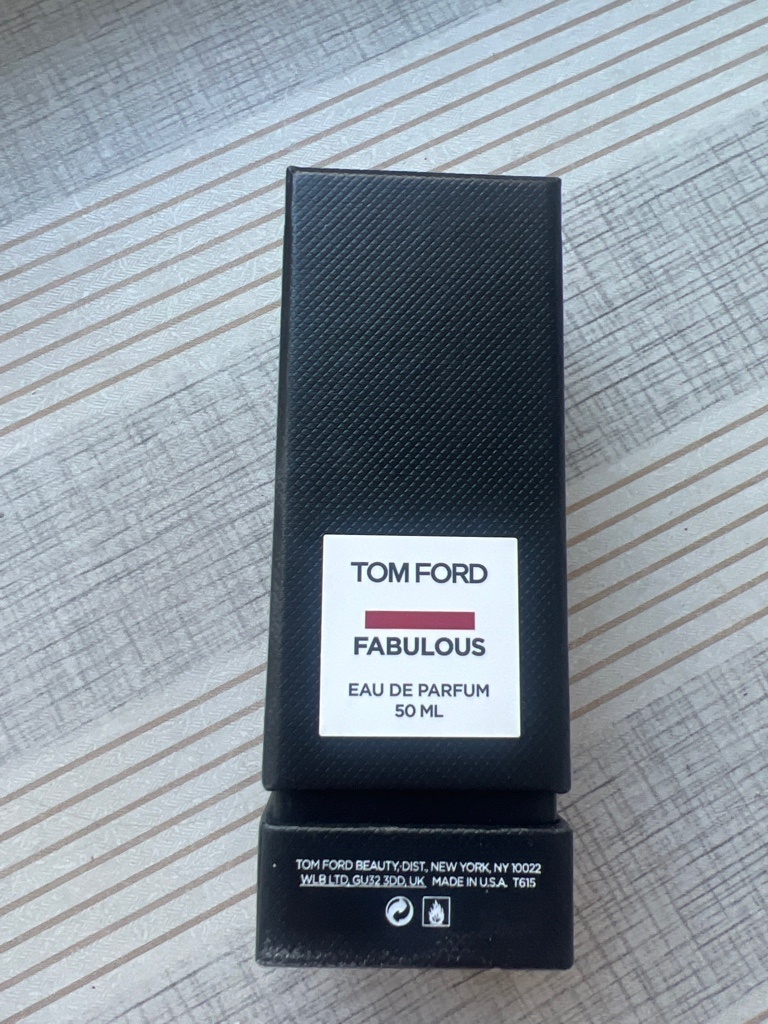 TOM FORD
FABULOUS
EAU DE PARFUM
50 ML
TOM FORD BEAUTY, DIST., NEW YORK, NY 10022
WLB LTD, GU32 3DD, UK MADE IN U.S.A. T615